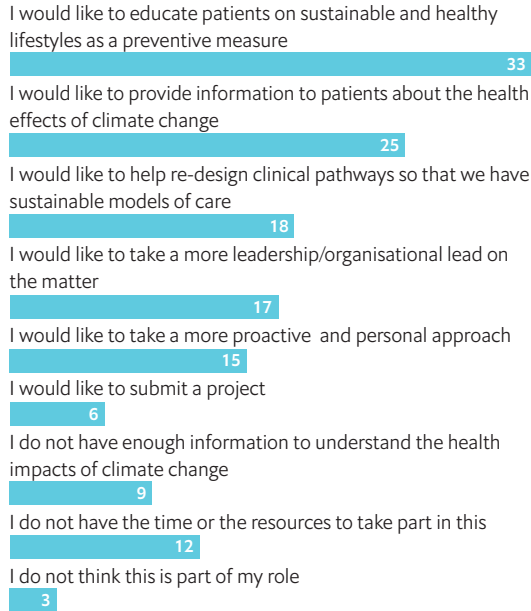 I would like to educate patients on sustainable and healthy
lifestyles as a preventive measure
33
I would like to provide information to patients about the health
effects of climate change
25
I would like to help re-design clinical pathways so that we have
sustainable models of care
18
I would like to take a more leadership/organisational lead on
the matter
17
I would like to take a more proactive and personal approach
15
I would like to submit a project
6
I do not have enough information to understand the health
impacts of climate change
9
I do not have the time or the resources to take part in this
12
I do not think this is part of my role
3